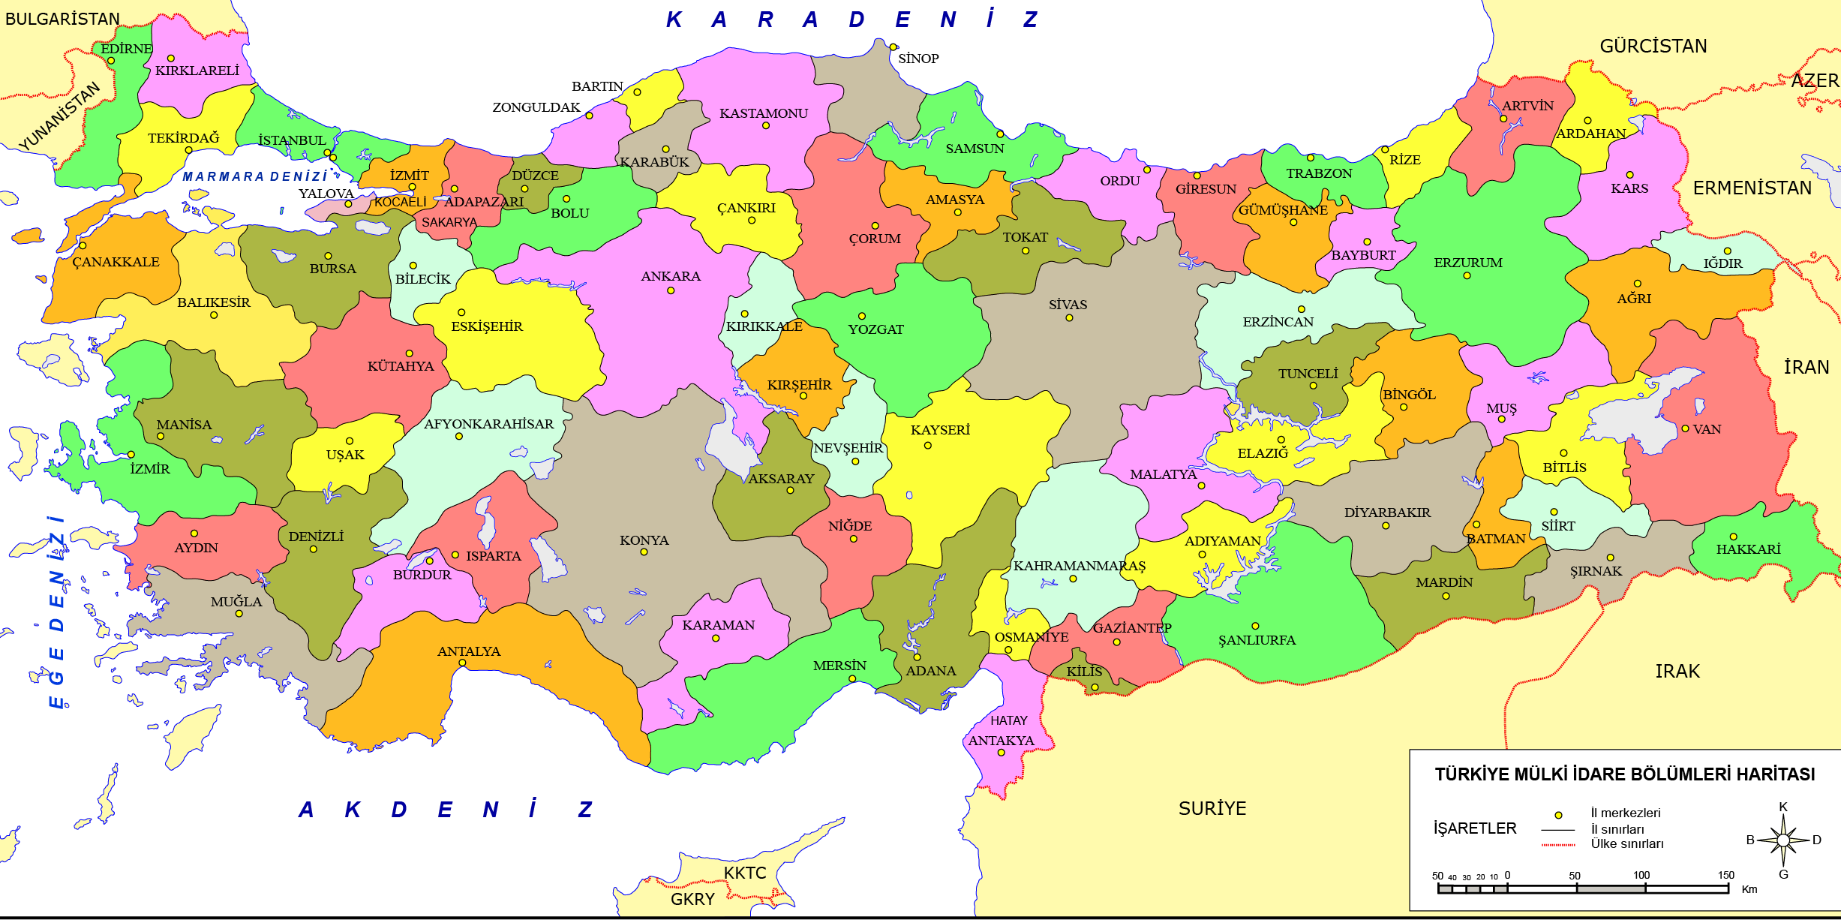 K A R A D E N İ Z
BULGARİSTAN
YUNANİSTAN
GÜRCİSTAN
AZER
ERMENİSTAN
İRAN
IRAK
SURİYE
KKTC
GKRY
MARMARA DENİZİ
EGE DENİZİ
A K D E N İ Z
EDİRNE
KIRKLARELİ
TEKİRDAĞ
İSTANBUL
YALOVA
İZMİT
KOCAELİ
ADAPAZARI
SAKARYA
DÜZCE
BOLU
ZONGULDAK
BARTIN
KARABÜK
KASTAMONU
SİNOP
SAMSUN
ÇANKIRI
ÇORUM
AMASYA
TOKAT
ORDU
GİRESUN
GÜMÜŞHANE
TRABZON
BAYBURT
RİZE
ARTVİN
ARDAHAN
KARS
IĞDIR
AĞRI
ERZURUM
ERZİNCAN
SİVAS
YOZGAT
KIRIKKALE
ANKARA
ESKİŞEHİR
BİLECİK
BURSA
ÇANAKKALE
BALIKESİR
KÜTAHYA
MANİSA
İZMİR
UŞAK
AFYONKARAHİSAR
KIRŞEHİR
NEVŞEHİR
KAYSERİ
AKSARAY
NİĞDE
KONYA
KARAMAN
ISPARTA
BURDUR
DENİZLİ
AYDIN
MUĞLA
ANTALYA
MERSİN
ADANA
OSMANİYE
HATAY
ANTAKYA
KİLİS
GAZİANTEP
KAHRAMANMARAŞ
ADIYAMAN
MALATYA
ELAZIĞ
TUNCELİ
BİNGÖL
MUŞ
BİTLİS
VAN
HAKKARİ
ŞIRNAK
SİİRT
BATMAN
DİYARBAKIR
MARDİN
ŞANLIURFA
TÜRKİYE MÜLKİ İDARE BÖLÜMLERİ HARİTASI
İŞARETLER
İl merkezleri
İl sınırları
Ülke sınırları
K
B D
G
50 40 30 20 10 0 50 100 150
Km